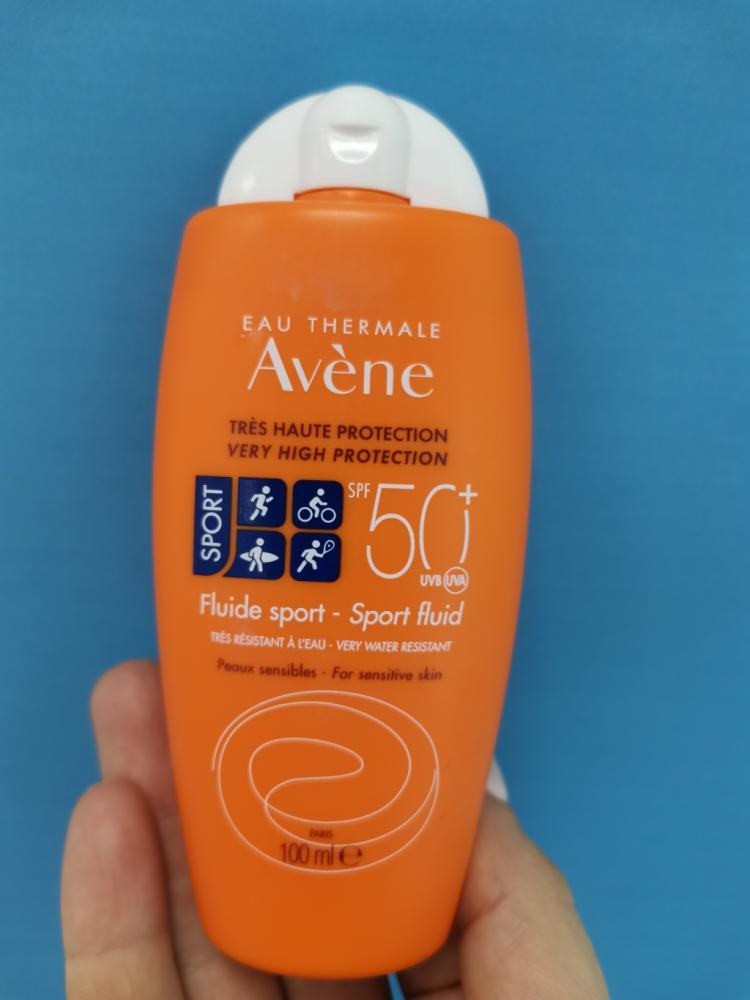 EAU THERMALE
Avène
TRÈS HAUTE PROTECTION
VERY HIGH PROTECTION
SPORT
SPF 50+
UVB UVA
Fluide sport - Sport fluid
TRÈS RÉSISTANT À L'EAU - VERY WATER RESISTANT
Peaux sensibles - For sensitive skin
PARIS
100 ml e